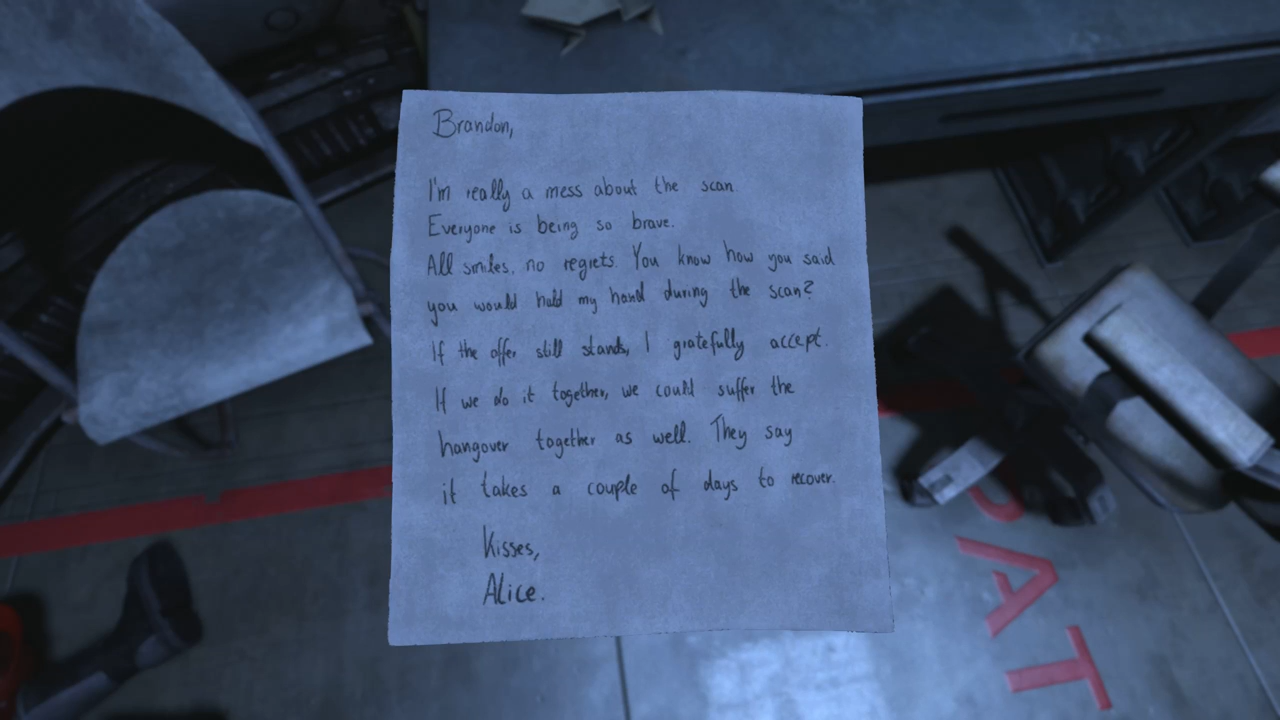 Brandon,
I'm really a mess about the scan.
Everyone is being so brave.
All smiles, no regrets. You know how you said
you would hold my hand during the scan?
If the offer still stands, I gratefully accept.
If we do it together, we could suffer the
hangover together as well. They say
it takes a couple of days to recover.
Kisses,
Alice.
AT